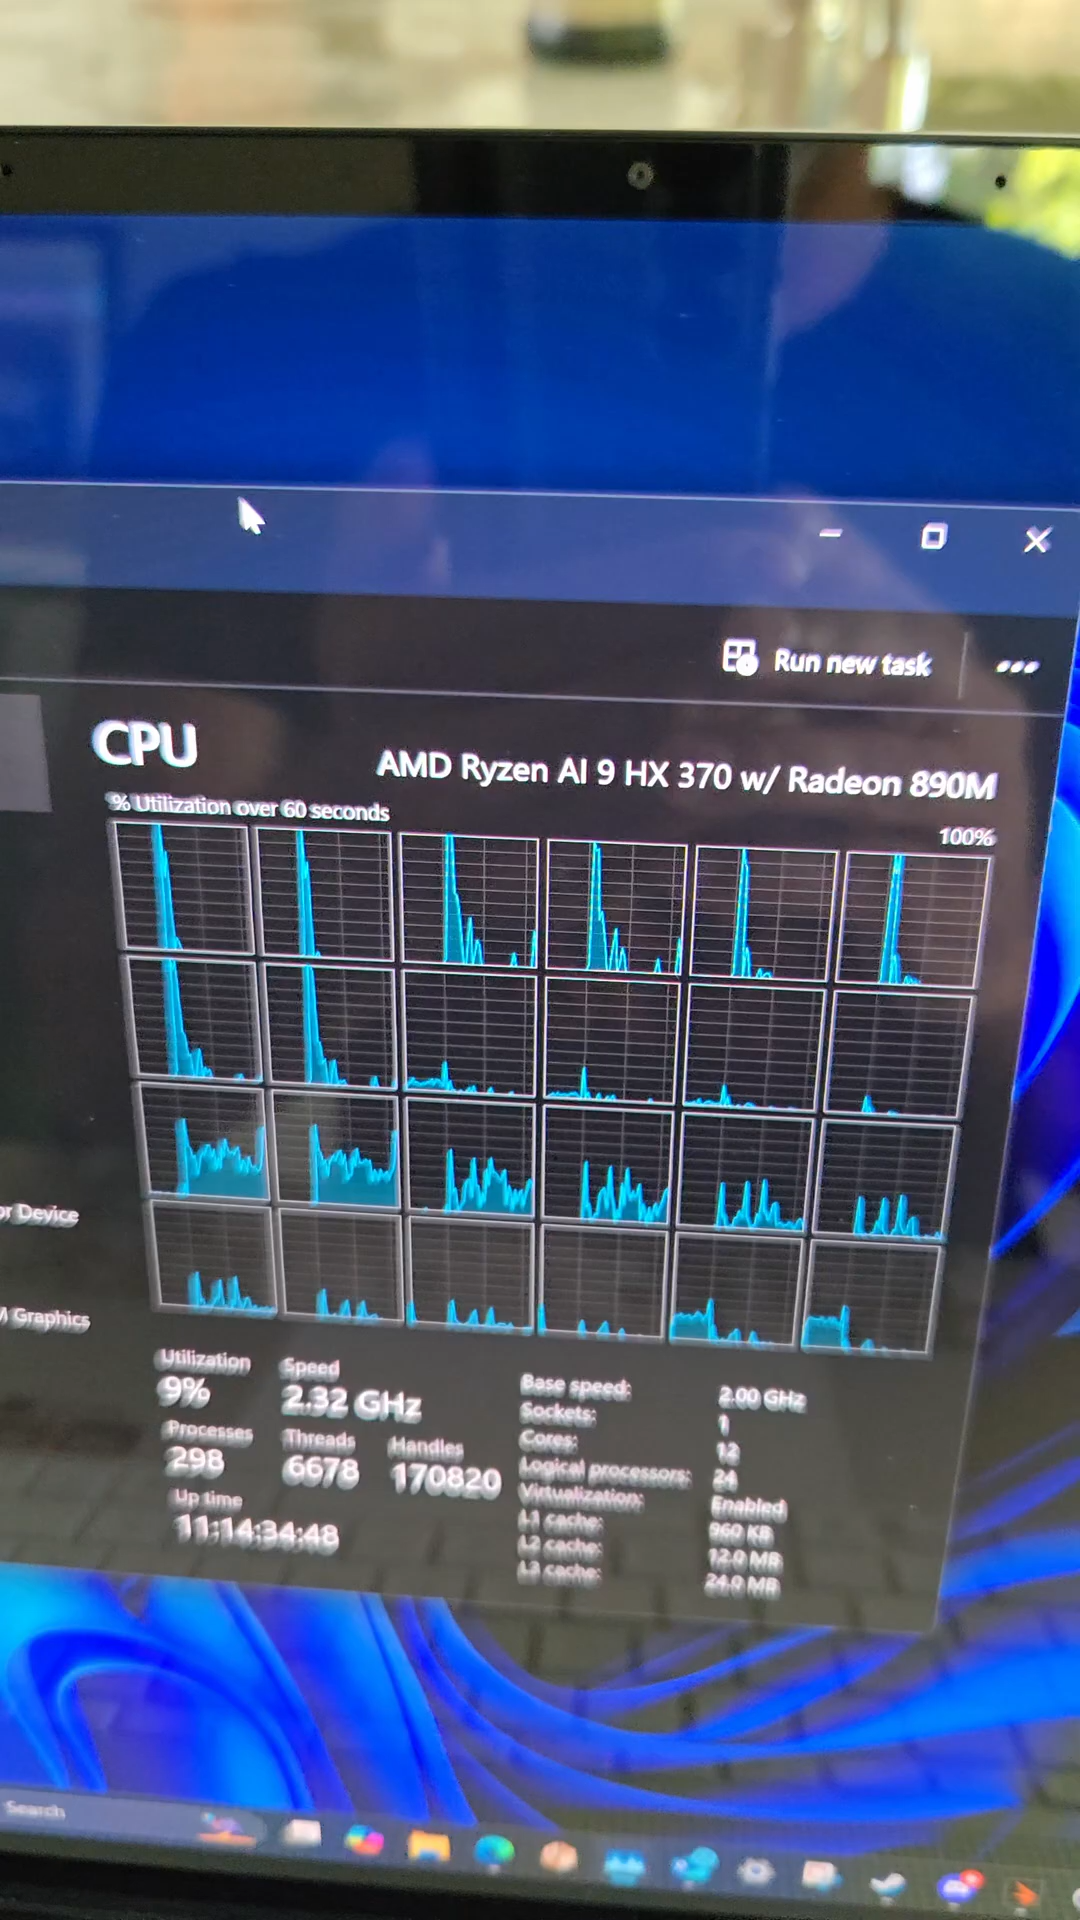 Run new task
CPU
AMD Ryzen AI 9 HX 370 w/ Radeon 890M
% Utilization over 60 seconds
100%
or Device
Graphics
Utilization
9%
Speed
2.32 GHz
Processes
298
Threads
6678
Handles
170820
Up time
11:14:34:48
Base speed: 2.00 GHz
Sockets: 1
Cores: 12
Logical processors: 24
Virtualization: Enabled
L1 cache: 960 KB
L2 cache: 12.0 MB
L3 cache: 24.0 MB
Search